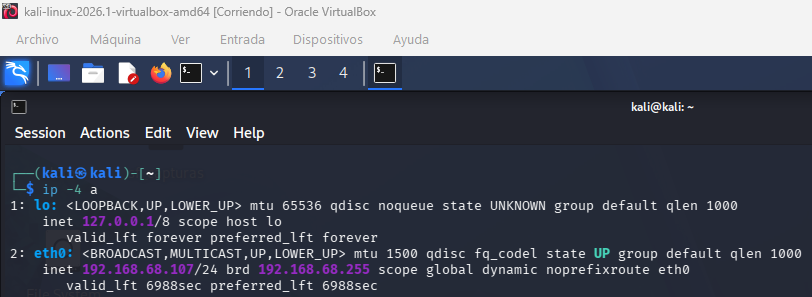 kali-linux-2026.1-virtualbox-amd64 [Corriendo] - Oracle VirtualBox
Archivo Máquina Ver Entrada Dispositivos Ayuda
1 2 3 4
kali@kali: ~
Session Actions Edit View Help
┌──(kali㉿kali)-[~]
└─$ ip -4 a
1: lo: <LOOPBACK,UP,LOWER_UP> mtu 65536 qdisc noqueue state UNKNOWN group default qlen 1000
    inet 127.0.0.1/8 scope host lo
       valid_lft forever preferred_lft forever
2: eth0: <BROADCAST,MULTICAST,UP,LOWER_UP> mtu 1500 qdisc fq_codel state UP group default qlen 1000
    inet 192.168.68.107/24 brd 192.168.68.255 scope global dynamic noprefixroute eth0
       valid_lft 6988sec preferred_lft 6988sec